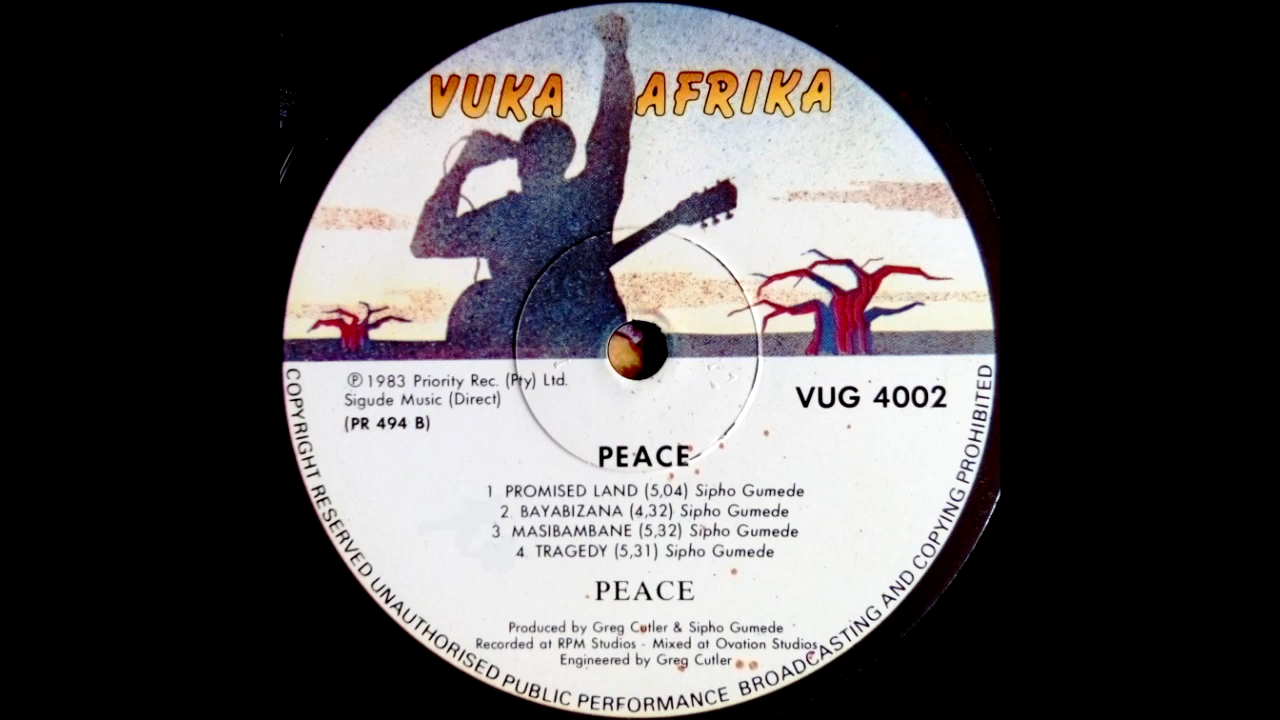 VUKA AFRIKA
℗ 1983 Priority Rec. (Pty) Ltd.
Sigude Music (Direct)
(PR 494 B)
VUG 4002
PEACE
1 PROMISED LAND (5,04) Sipho Gumede
2. BAYABIZANA (4,32) Sipho Gumede
3 MASIBAMBANE (5,32) Sipho Gumede
4. TRAGEDY (5,31) Sipho Gumede
PEACE
Produced by Greg Cutler & Sipho Gumede
Recorded at RPM Studios - Mixed at Ovation Studios
Engineered by Greg Cutler
COPYRIGHT RESERVED UNAUTHORISED PUBLIC PERFORMANCE BROADCASTING AND COPYING PROHIBITED